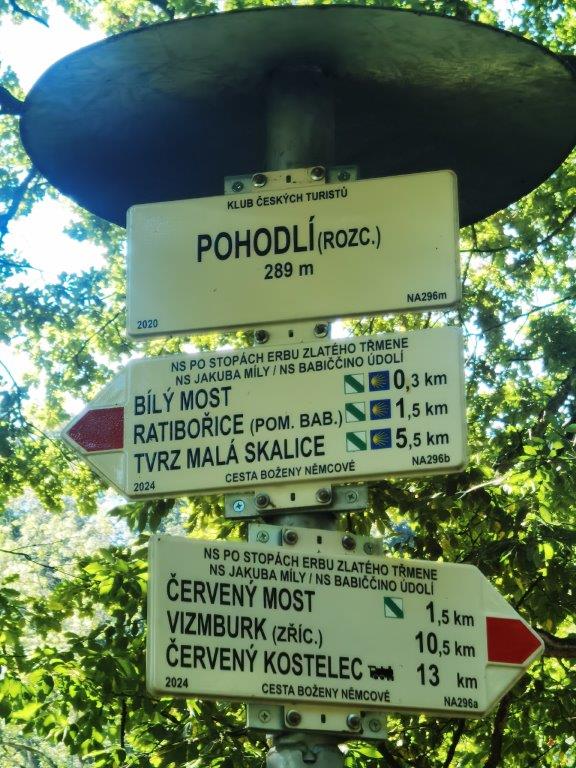 KLUB ČESKÝCH TURISTŮ
POHODLÍ (ROZC.)
289 m
2020 NA296m
NS PO STOPÁCH ERBU ZLATÉHO TŘMENE
NS JAKUBA MÍLY / NS BABIČČINO ÚDOLÍ
BÍLÝ MOST 0,3 km
RATIBOŘICE (POM. BAB.) 1,5 km
TVRZ MALÁ SKALICE 5,5 km
2024 CESTA BOŽENY NĚMCOVÉ NA296b
NS PO STOPÁCH ERBU ZLATÉHO TŘMENE
NS JAKUBA MÍLY / NS BABIČČINO ÚDOLÍ
ČERVENÝ MOST 1,5 km
VIZMBURK (ZŘÍC.) 10,5 km
ČERVENÝ KOSTELEC 13 km
2024 CESTA BOŽENY NĚMCOVÉ NA296a